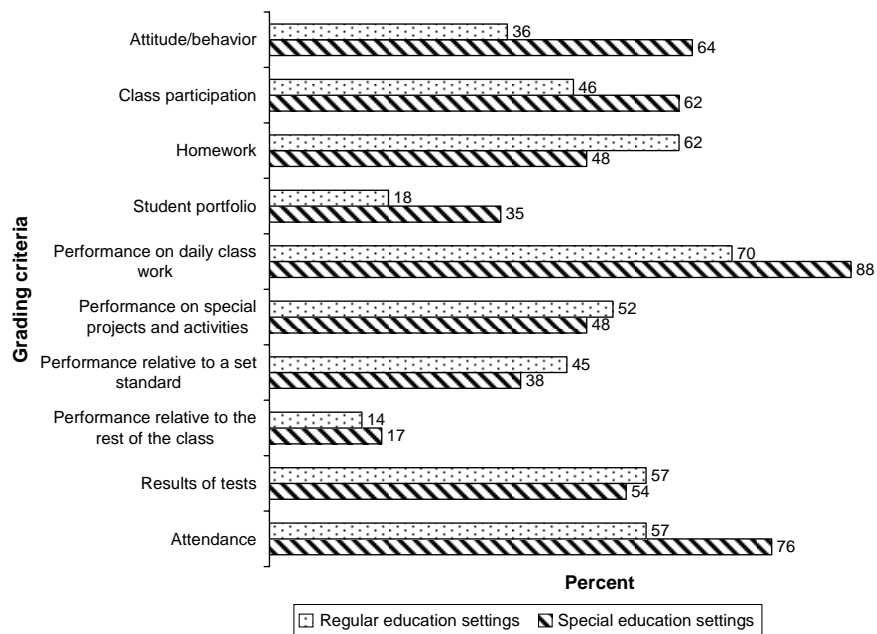 Grading criteria
Attitude/behavior
36
64
Class participation
46
62
Homework
62
48
Student portfolio
18
35
Performance on daily class
work
70
88
Performance on special
projects and activities
52
48
Performance relative to a set
standard
45
38
Performance relative to the
rest of the class
14
17
Results of tests
57
54
Attendance
57
76
Percent
Regular education settings
Special education settings